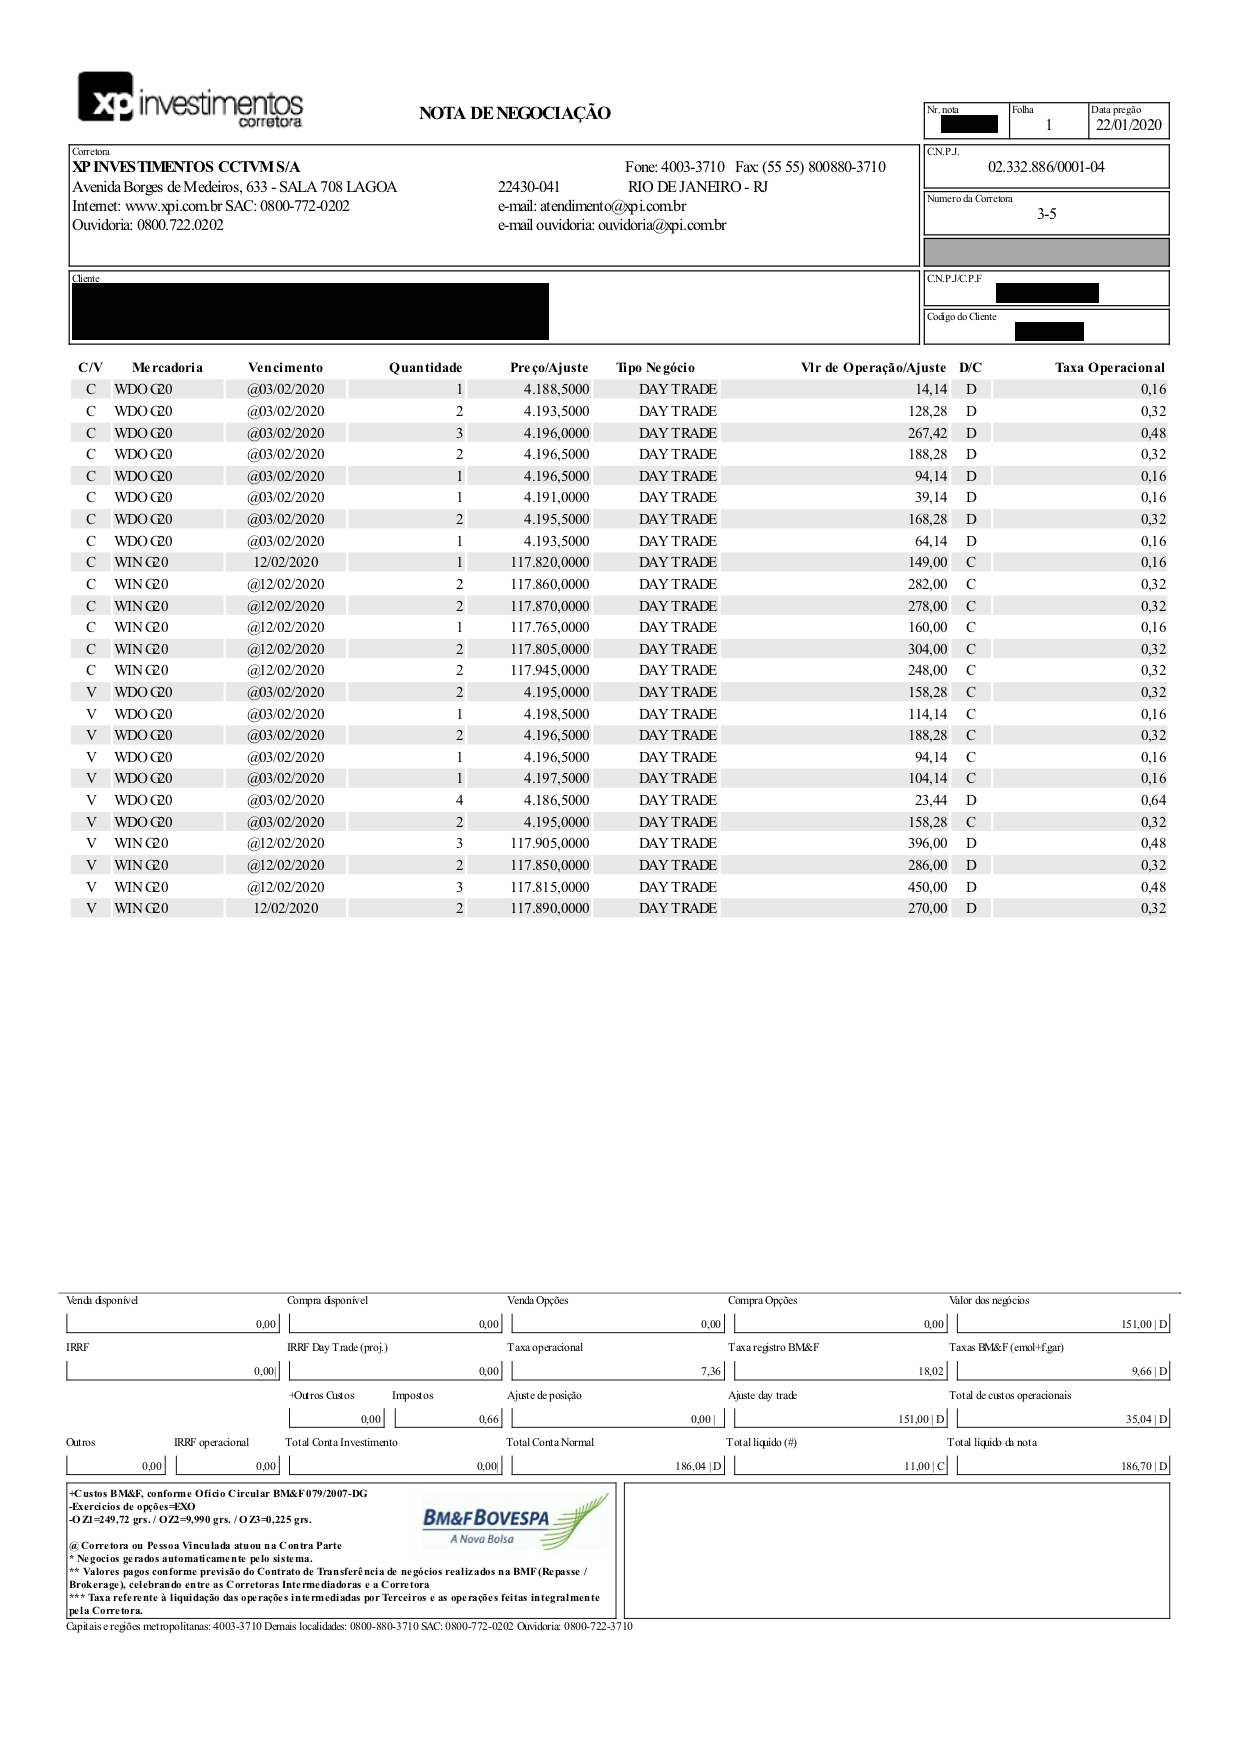 xp investimentos
corretora
NOTA DE NEGOCIAÇÃO
Nr. nota Folha Data pregão
1 22/01/2020
Corretora C.N.P.J.
XP INVESTIMENTOS CCTVM S/A Fone: 4003-3710 Fax: (55 55) 800880-3710 02.332.886/0001-04
Avenida Borges de Medeiros, 633 - SALA 708 LAGOA 22430-041 RIO DE JANEIRO - RJ
Internet: www.xpi.com.br SAC: 0800-772-0202 e-mail: atendimento@xpi.com.br Numero da Corretora
Ouvidoria: 0800.722.0202 e-mail ouvidoria: ouvidoria@xpi.com.br 3-5
Cliente C.N.P.J/C.P.F
Codigo do Cliente
C/V Mercadoria Vencimento Quantidade Preço/Ajuste Tipo Negócio Vlr de Operação/Ajuste D/C Taxa Operacional
C WDO G20 @03/02/2020 1 4.188,5000 DAY TRADE 14,14 D 0,16
C WDO G20 @03/02/2020 2 4.193,5000 DAY TRADE 128,28 D 0,32
C WDO G20 @03/02/2020 3 4.196,0000 DAY TRADE 267,42 D 0,48
C WDO G20 @03/02/2020 2 4.196,5000 DAY TRADE 188,28 D 0,32
C WDO G20 @03/02/2020 1 4.196,5000 DAY TRADE 94,14 D 0,16
C WDO G20 @03/02/2020 1 4.191,0000 DAY TRADE 39,14 D 0,16
C WDO G20 @03/02/2020 2 4.195,5000 DAY TRADE 168,28 D 0,32
C WDO G20 @03/02/2020 1 4.193,5000 DAY TRADE 64,14 D 0,16
C WIN G20 12/02/2020 1 117.820,0000 DAY TRADE 149,00 C 0,16
C WIN G20 @12/02/2020 2 117.860,0000 DAY TRADE 282,00 C 0,32
C WIN G20 @12/02/2020 2 117.870,0000 DAY TRADE 278,00 C 0,32
C WIN G20 @12/02/2020 1 117.765,0000 DAY TRADE 160,00 C 0,16
C WIN G20 @12/02/2020 2 117.805,0000 DAY TRADE 304,00 C 0,32
C WIN G20 @12/02/2020 2 117.945,0000 DAY TRADE 248,00 C 0,32
V WDO G20 @03/02/2020 2 4.195,0000 DAY TRADE 158,28 C 0,32
V WDO G20 @03/02/2020 1 4.198,5000 DAY TRADE 114,14 C 0,16
V WDO G20 @03/02/2020 2 4.196,5000 DAY TRADE 188,28 C 0,32
V WDO G20 @03/02/2020 1 4.196,5000 DAY TRADE 94,14 C 0,16
V WDO G20 @03/02/2020 1 4.197,5000 DAY TRADE 104,14 C 0,16
V WDO G20 @03/02/2020 4 4.186,5000 DAY TRADE 23,44 D 0,64
V WDO G20 @03/02/2020 2 4.195,0000 DAY TRADE 158,28 C 0,32
V WIN G20 @12/02/2020 3 117.905,0000 DAY TRADE 396,00 D 0,48
V WIN G20 @12/02/2020 2 117.850,0000 DAY TRADE 286,00 D 0,32
V WIN G20 @12/02/2020 3 117.815,0000 DAY TRADE 450,00 D 0,48
V WIN G20 12/02/2020 2 117.890,0000 DAY TRADE 270,00 D 0,32
Venda disponível Compra disponível Venda Opções Compra Opções Valor dos negócios
0,00 0,00 0,00 0,00 151,00 | D
IRRF IRRF Day Trade (proj.) Taxa operacional Taxa registro BM&F Taxas BM&F (emol+f.gar)
0,00| 0,00 7,36 18,02 9,66 | D
+Outros Custos Impostos Ajuste de posição Ajuste day trade Total de custos operacionais
0,00 0,66 0,00 | 151,00 | D 35,04 | D
Outros IRRF operacional Total Conta Investimento Total Conta Normal Total liquido (#) Total líquido da nota
0,00 0,00 0,00| 186,04 | D 11,00 | C 186,70 | D
+Custos BM&F, conforme Ofício Circular BM&F 079/2007-DG
-Exercícios de opções=EXO
-OZ1=249,72 grs. / OZ2=9,990 grs. / OZ3=0,225 grs.
BM&FBOVESPA
A Nova Bolsa
@ Corretora ou Pessoa Vinculada atuou na Contra Parte
* Negocios gerados automaticamente pelo sistema.
** Valores pagos conforme previsão do Contrato de Transferência de negócios realizados na BMF (Repasse /
Brokerage), celebrando entre as Corretoras Intermediadoras e a Corretora
*** Taxa referente à liquidação das operações intermediadas por Terceiros e as operações feitas integralmente
pela Corretora.
Capitais e regiões metropolitanas: 4003-3710 Demais localidades: 0800-880-3710 SAC: 0800-772-0202 Ouvidoria: 0800-722-3710